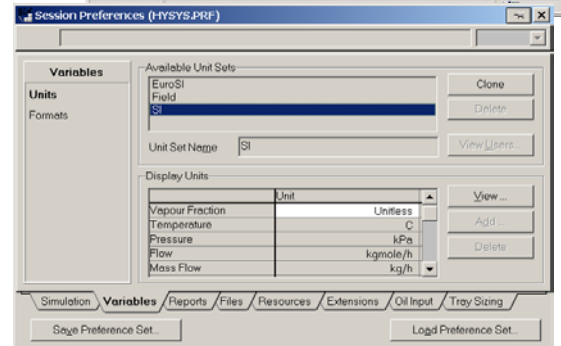 Session Preferences (HYSYS.PRF)
Variables
Units
Formats
Available Unit Sets
EuroSI
Field
SI
Unit Set Name SI
Clone
Delete
View Users...
Display Units
Unit
Vapour Fraction Unitless
Temperature C
Pressure kPa
Flow kgmole/h
Mass Flow kg/h
View ...
Add ...
Delete
Simulation Variables Reports Files Resources Extensions Oil Input Tray Sizing
Save Preference Set... Load Preference Set...